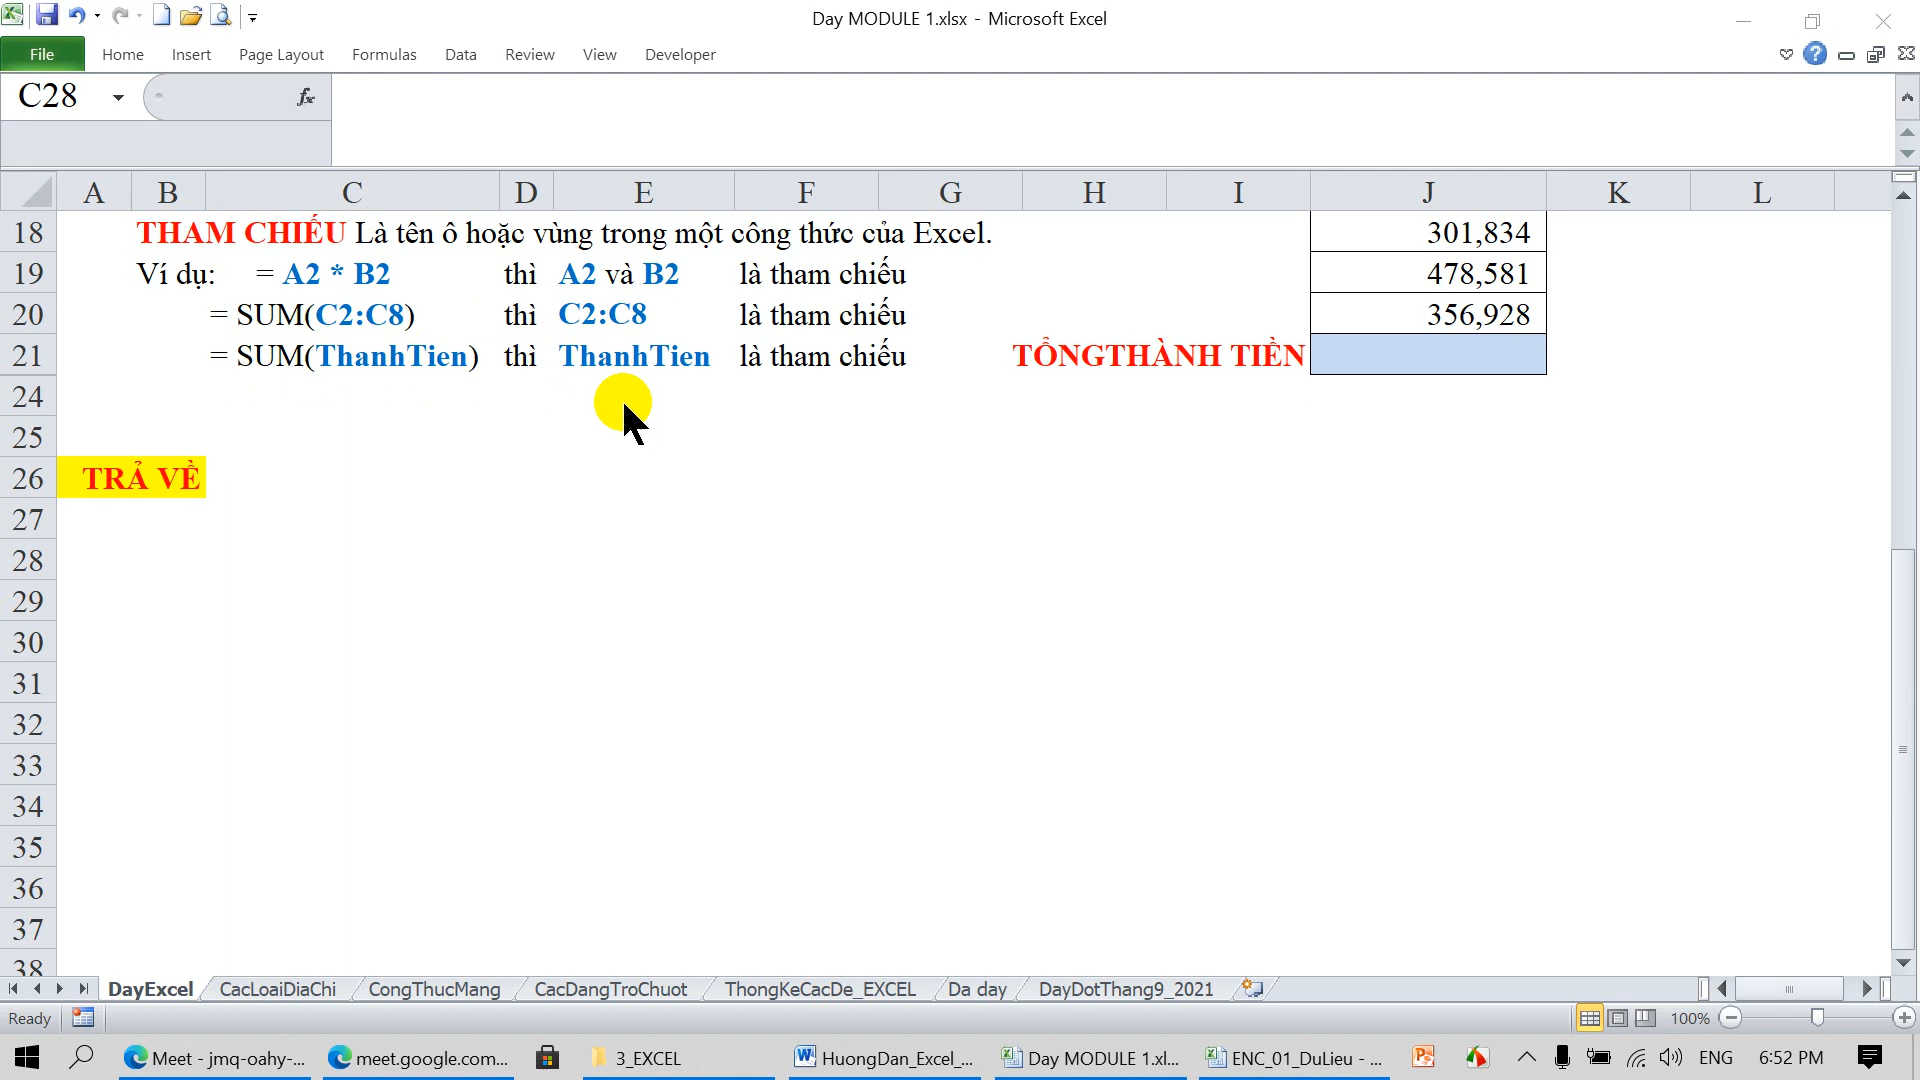 Day MODULE 1.xlsx - Microsoft Excel
File Home Insert Page Layout Formulas Data Review View Developer
C28 fx
A B C D E F G H I J K L
18 THAM CHIẾU Là tên ô hoặc vùng trong một công thức của Excel. 301,834
19 Ví dụ: = A2 * B2 thì A2 và B2 là tham chiếu 478,581
20 = SUM(C2:C8) thì C2:C8 là tham chiếu 356,928
21 = SUM(ThanhTien) thì ThanhTien là tham chiếu TỔNGTHÀNH TIỀN
24
25
26 TRẢ VỀ
27
28
29
30
31
32
33
34
35
36
37
38
DayExcel CacLoaiDiaChi CongThucMang CacDangTroChuot ThongKeCacDe_EXCEL Da day DayDotThang9_2021
Ready 100%
Meet - jmq-oahy-... meet.google.com... 3_EXCEL HuongDan_Excel_... Day MODULE 1.xl... ENC_01_DuLieu - ... ENG 6:52 PM